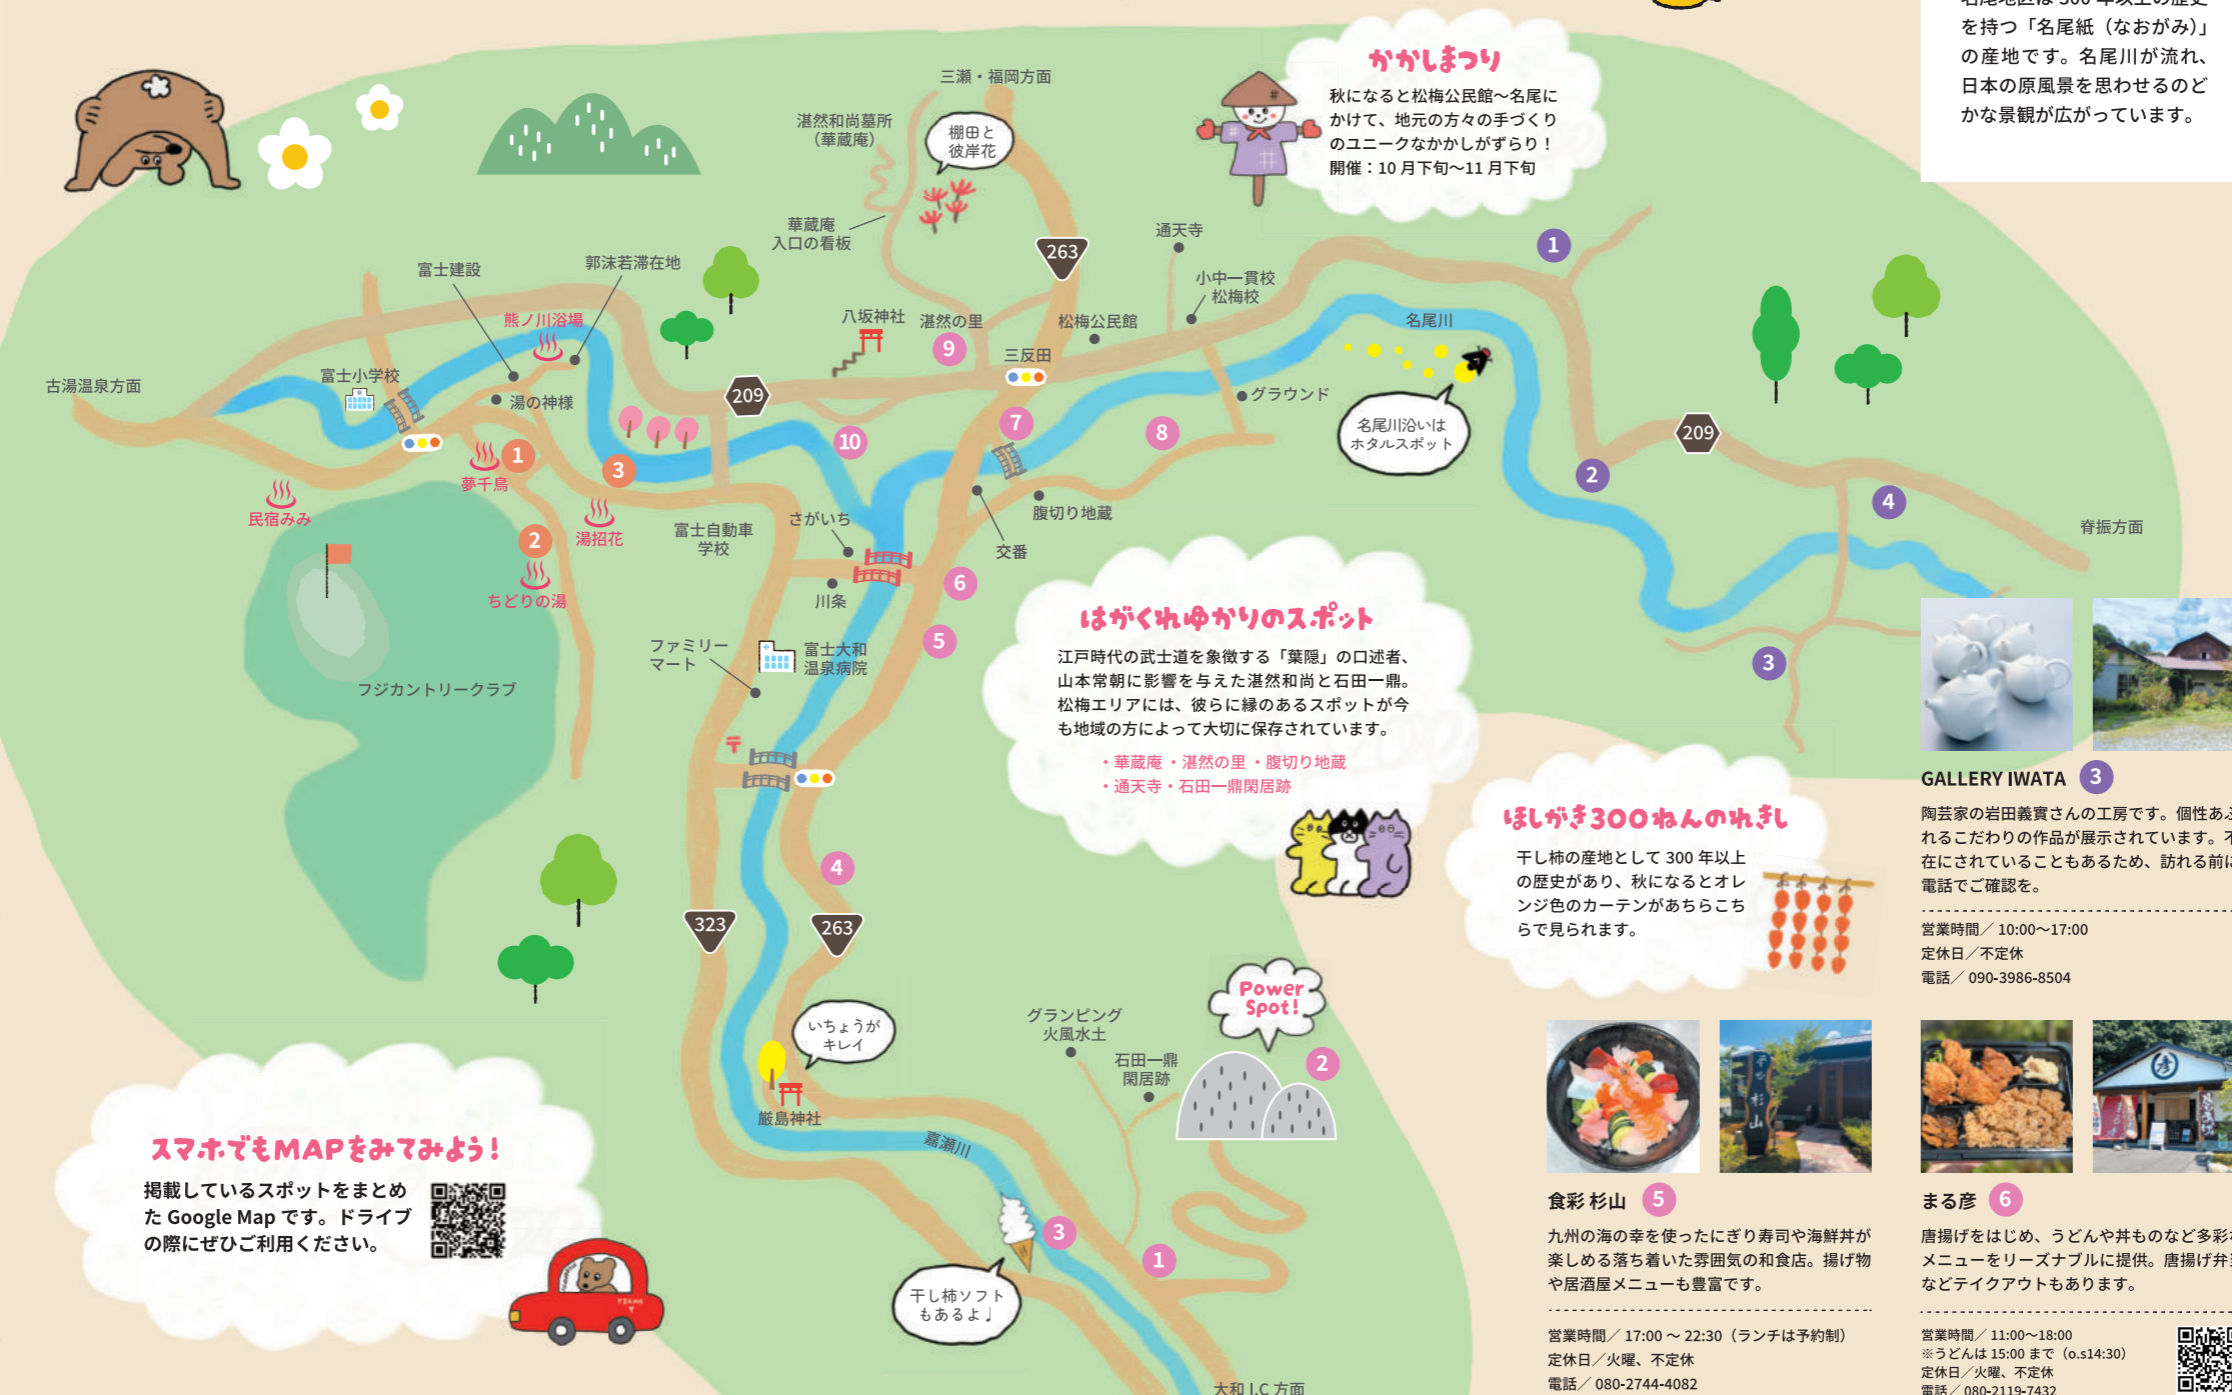 名尾地区は 300 年以上の歴史
を持つ「名尾紙（なおがみ）」
の産地です。名尾川が流れ、
日本の原風景を思わせるのど
かな景観が広がっています。
かかしまつり
秋になると松梅公民館〜名尾に
かけて、地元の方々の手づくり
のユニークなかかしがずらり！
開催：10 月下旬〜11 月下旬
三瀬・福岡方面
湛然和尚墓所
（華蔵庵）
棚田と
彼岸花
華蔵庵
入口の看板
263
通天寺
小中一貫校
松梅校
1
富士建設
郭沫若滞在地
熊ノ川浴場
八坂神社
湛然の里
9
松梅公民館
三反田
名尾川
古湯温泉方面
富士小学校
湯の神様
209
グラウンド
名尾川沿いは
ホタルスポット
209
7
8
10
1
夢千鳥
3
2
4
民宿みみ
湯招花
2
ちどりの湯
富士自動車
学校
さがいち
腹切り地蔵
交番
脊振方面
川条
6
5
ファミリー
マート
富士大和
温泉病院
フジカントリークラブ
〒
3
はがくれゆかりのスポット
江戸時代の武士道を象徴する「葉隠」の口述者、
山本常朝に影響を与えた湛然和尚と石田一鼎。
松梅エリアには、彼らに縁のあるスポットが今
も地域の方によって大切に保存されています。
・華蔵庵 ・湛然の里 ・腹切り地蔵
・通天寺・石田一鼎閑居跡
4
323
263
ほしがき300ねんのれきし
干し柿の産地として 300 年以上
の歴史があり、秋になるとオレ
ンジ色のカーテンがあちらこち
らで見られます。
GALLERY IWATA 3
陶芸家の岩田義實さんの工房です。個性あふ
れるこだわりの作品が展示されています。不
在にされていることもあるため、訪れる前に
電話でご確認を。
営業時間／ 10:00〜17:00
定休日／不定休
電話／ 090-3986-8504
いちょうが
キレイ
厳島神社
グランピング
火風水土
石田一鼎
閑居跡
Power
Spot!
2
嘉瀬川
3
1
干し柿ソフト
もあるよ♩
大和 I.C 方面
スマホでもMAPをみてみよう！
掲載しているスポットをまとめ
た Google Map です。ドライブ
の際にぜひご利用ください。
食彩 杉山 5
九州の海の幸を使ったにぎり寿司や海鮮丼が
楽しめる落ち着いた雰囲気の和食店。揚げ物
や居酒屋メニューも豊富です。
営業時間／ 17:00 〜 22:30（ランチは予約制）
定休日／火曜、不定休
電話／ 080-2744-4082
まる彦 6
唐揚げをはじめ、うどんや丼ものなど多彩な
メニューをリーズナブルに提供。唐揚げ弁当
などテイクアウトもあります。
営業時間／ 11:00〜18:00
※うどんは 15:00 まで（o.s14:30）
定休日／火曜、不定休
電話／ 080-2119-7432